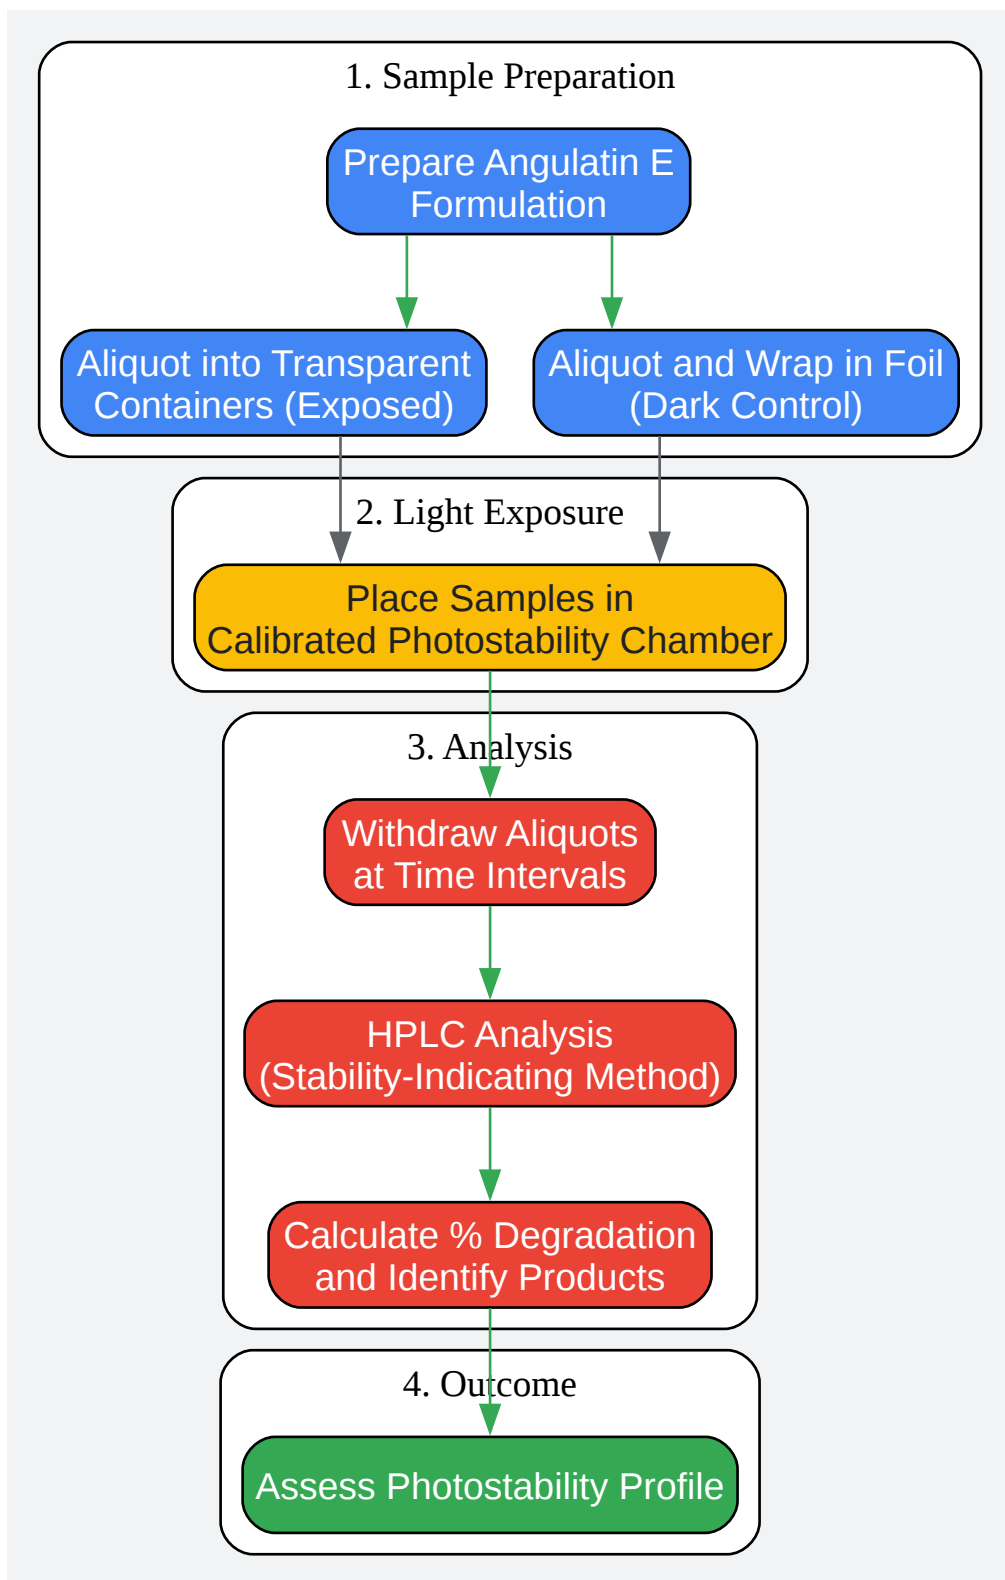 1. Sample Preparation
Prepare Angulatin E
Formulation
Aliquot into Transparent
Containers (Exposed)
Aliquot and Wrap in Foil
(Dark Control)
2. Light Exposure
Place Samples in
Calibrated Photostability Chamber
3. Analysis
Withdraw Aliquots
at Time Intervals
HPLC Analysis
(Stability-Indicating Method)
Calculate % Degradation
and Identify Products
4. Outcome
Assess Photostability Profile